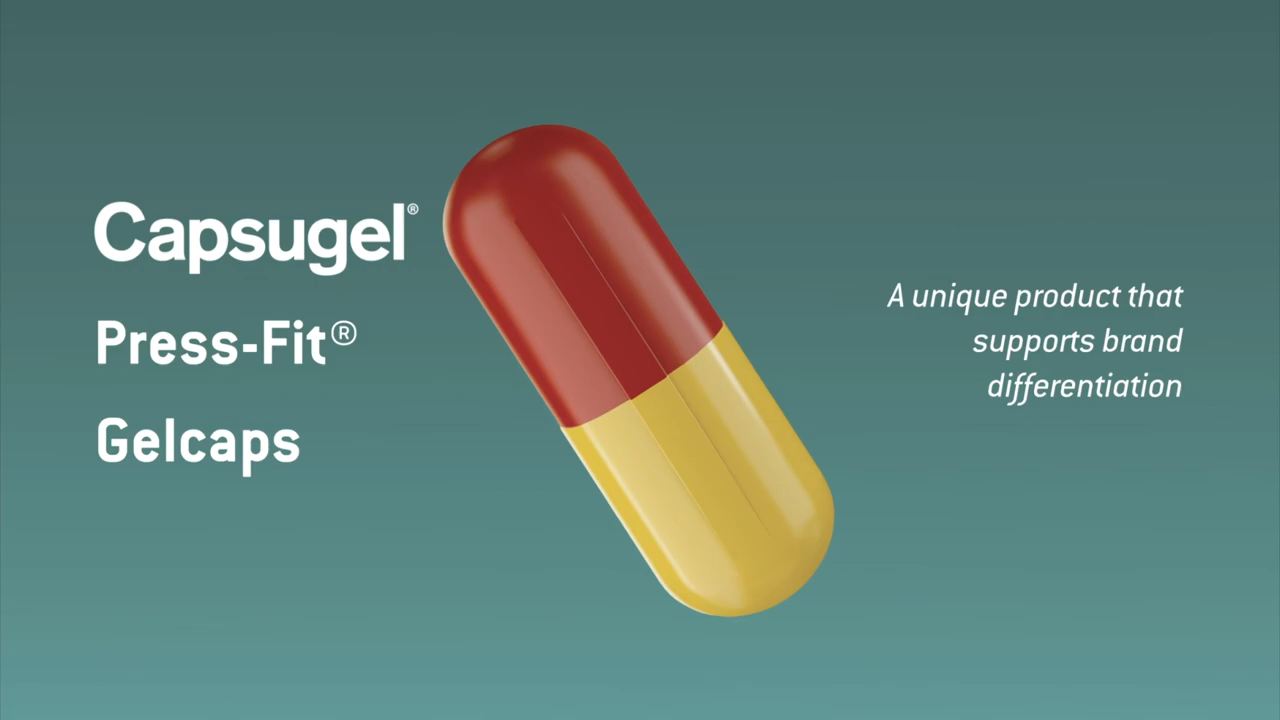 Capsugel®
Press-Fit®
Gelcaps
A unique product that
supports brand
differentiation